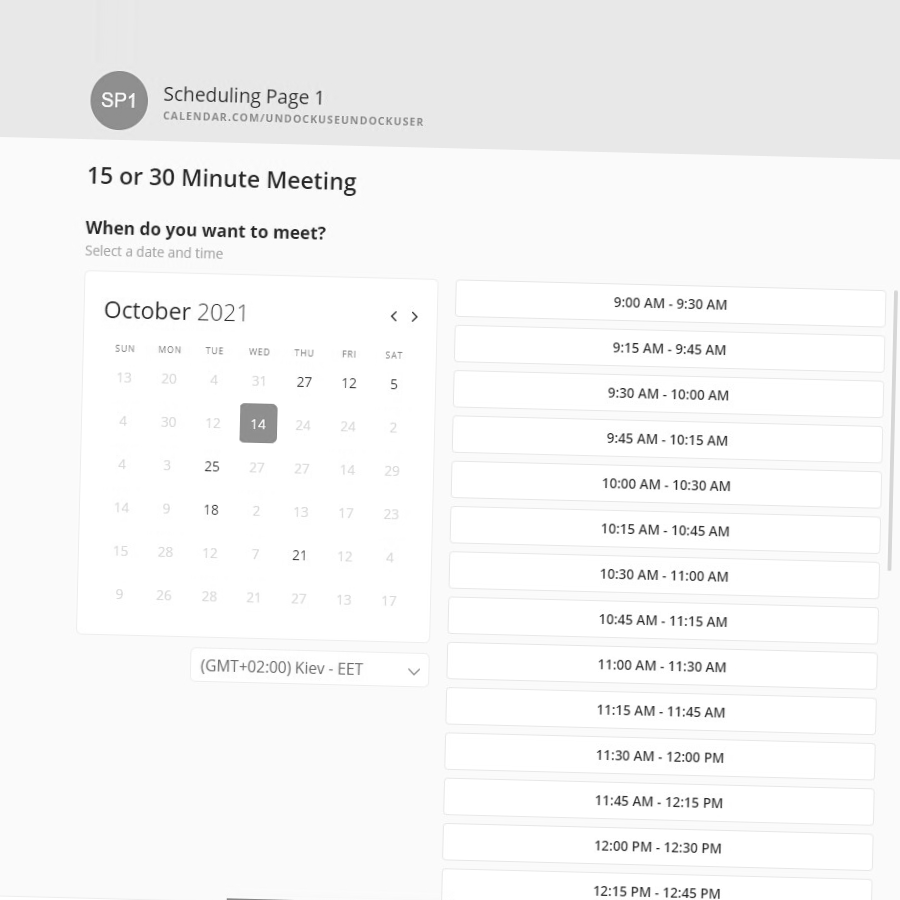 SP1
Scheduling Page 1
CALENDAR.COM/UNDOCKUSEUNDOCKUSER
15 or 30 Minute Meeting
When do you want to meet?
Select a date and time
October 2021
SUN MON TUE WED THU FRI SAT
13 20 4 31 27 12 5
4 30 12 14 24 24 2
4 3 25 27 27 14 29
14 9 18 2 13 17 23
15 28 12 7 21 12 4
9 26 28 21 27 13 17
(GMT+02:00) Kiev - EET
9:00 AM - 9:30 AM
9:15 AM - 9:45 AM
9:30 AM - 10:00 AM
9:45 AM - 10:15 AM
10:00 AM - 10:30 AM
10:15 AM - 10:45 AM
10:30 AM - 11:00 AM
10:45 AM - 11:15 AM
11:00 AM - 11:30 AM
11:15 AM - 11:45 AM
11:30 AM - 12:00 PM
11:45 AM - 12:15 PM
12:00 PM - 12:30 PM
12:15 PM - 12:45 PM